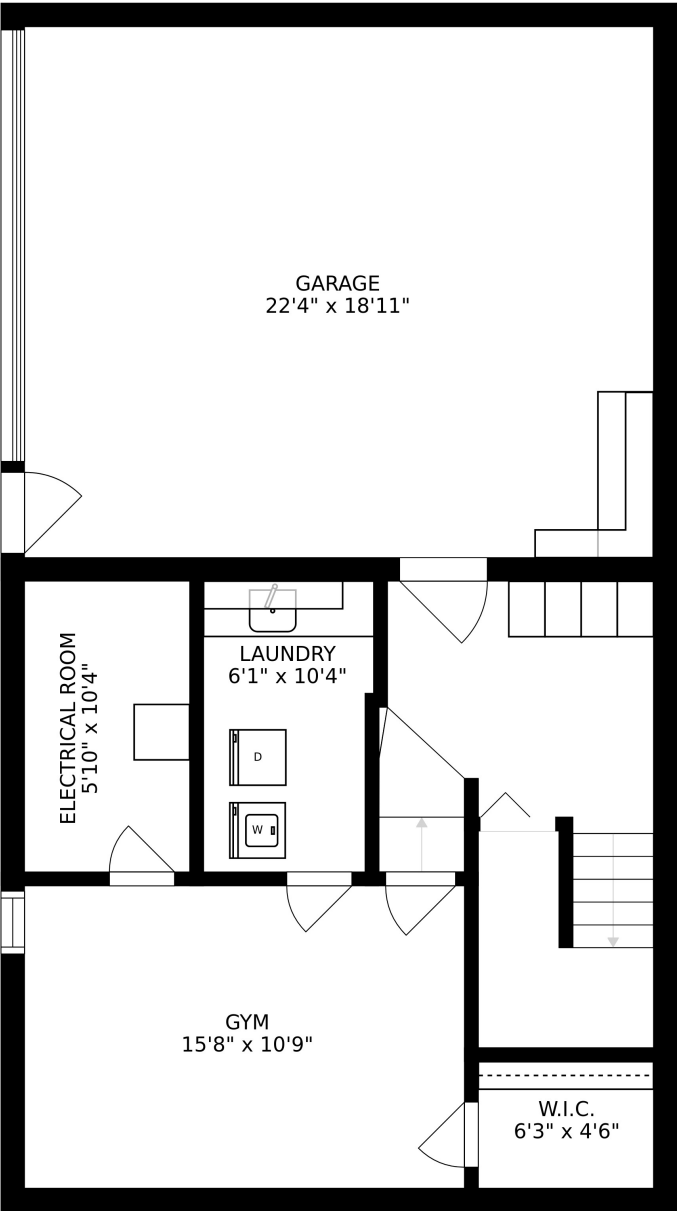 GARAGE
22'4" x 18'11"
ELECTRICAL ROOM
5'10" x 10'4"
LAUNDRY
6'1" x 10'4"
D
W
GYM
15'8" x 10'9"
W.I.C.
6'3" x 4'6"